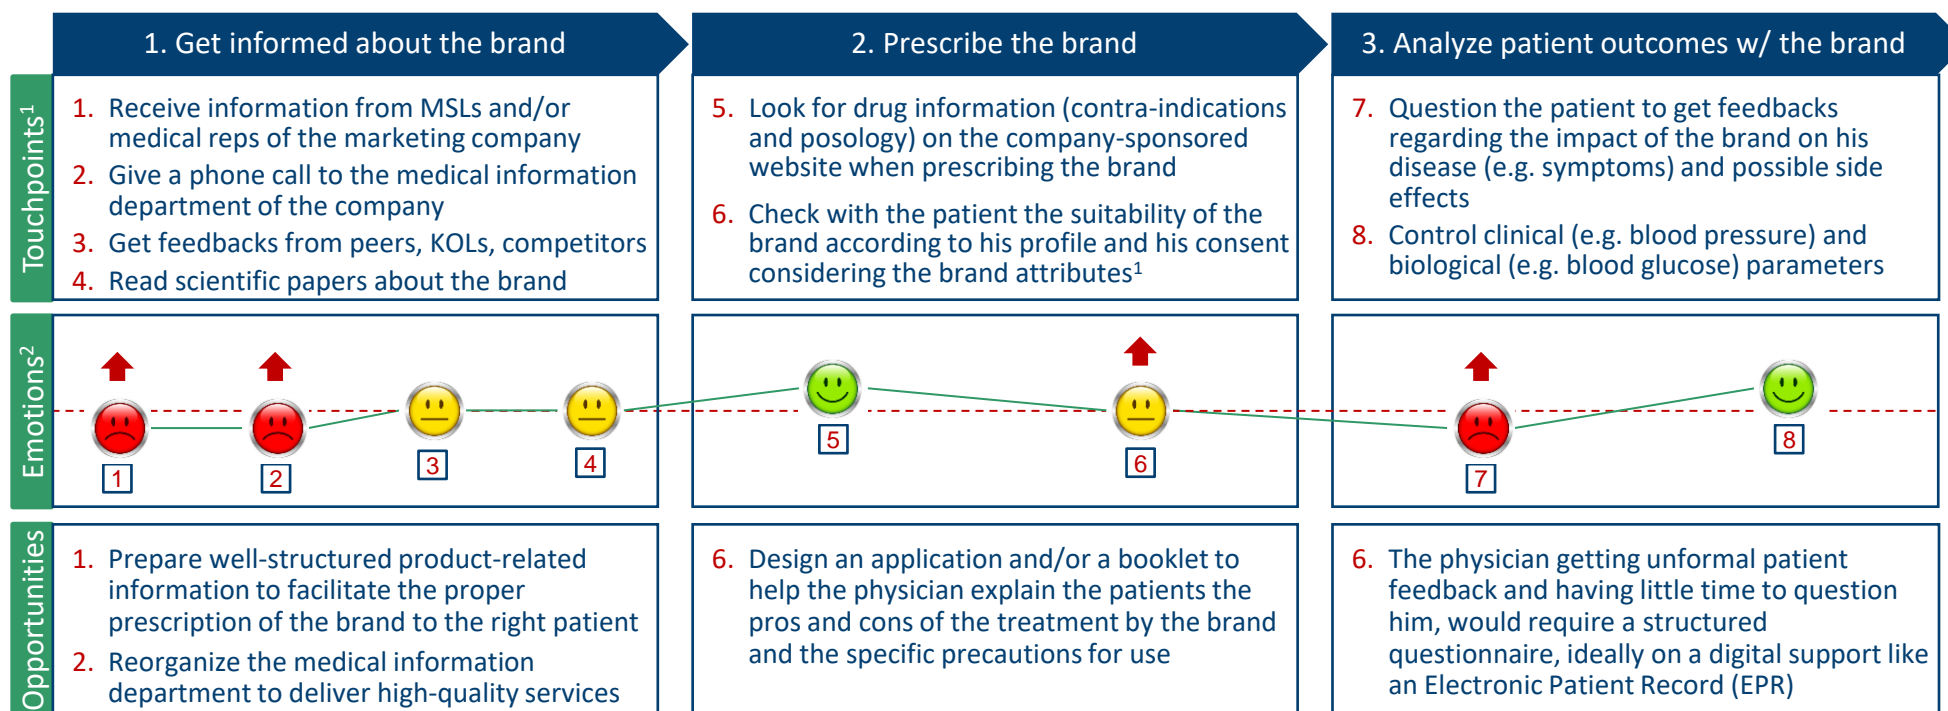 1. Get informed about the brand
2. Prescribe the brand
3. Analyze patient outcomes w/ the brand
Touchpoints1
1. Receive information from MSLs and/or
medical reps of the marketing company
2. Give a phone call to the medical information
department of the company
3. Get feedbacks from peers, KOLs, competitors
4. Read scientific papers about the brand
5. Look for drug information (contra-indications
and posology) on the company-sponsored
website when prescribing the brand
6. Check with the patient the suitability of the
brand according to his profile and his consent
considering the brand attributes1
7. Question the patient to get feedbacks
regarding the impact of the brand on his
disease (e.g. symptoms) and possible side
effects
8. Control clinical (e.g. blood pressure) and
biological (e.g. blood glucose) parameters
Emotions2
1
2
3
4
5
6
7
8
Opportunities
1. Prepare well-structured product-related
information to facilitate the proper
prescription of the brand to the right patient
2. Reorganize the medical information
department to deliver high-quality services
6. Design an application and/or a booklet to
help the physician explain the patients the
pros and cons of the treatment by the brand
and the specific precautions for use
6. The physician getting unformal patient
feedback and having little time to question
him, would require a structured
questionnaire, ideally on a digital support like
an Electronic Patient Record (EPR)